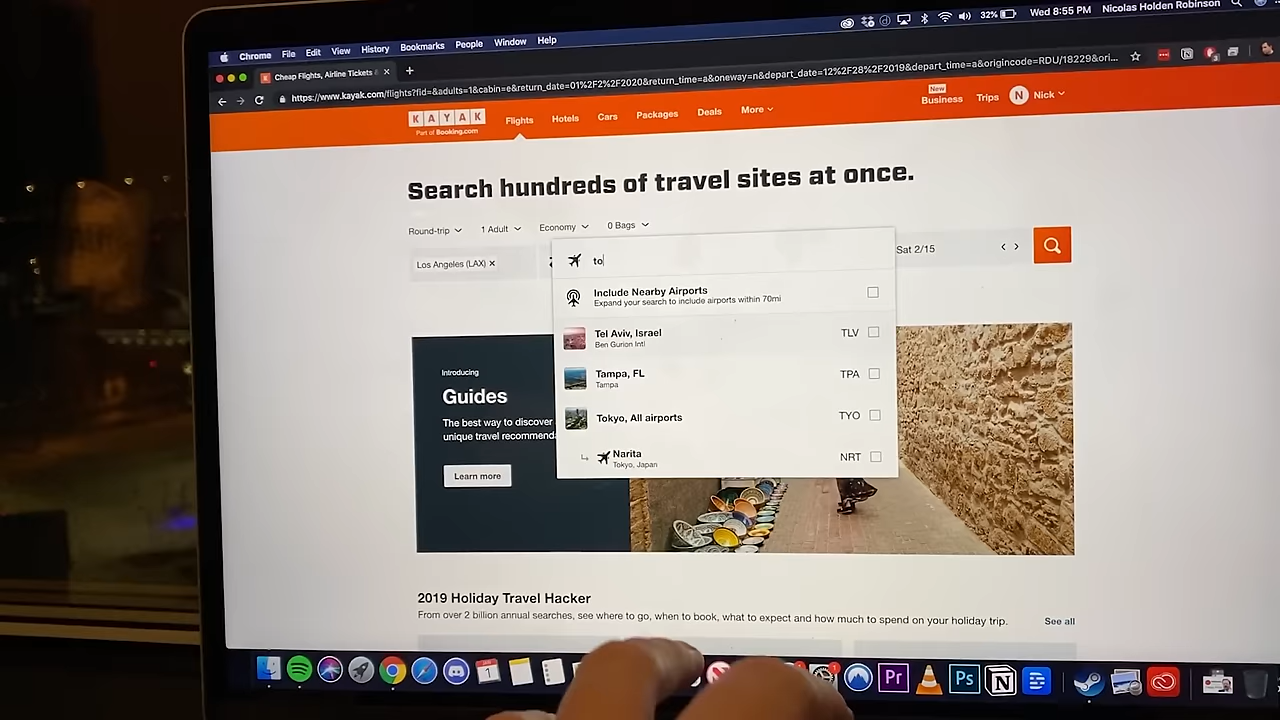 Chrome File Edit View History Bookmarks People Window Help 32% Wed 8:55 PM Nicolas Holden Robinson
Cheap Flights, Airline Tickets &
https://www.kayak.com/flights?fid=&adults=1&cabin=e&return_date=01%2F2%2F2020&return_time=a&oneway=n&depart_date=12%2F28%2F2019&depart_time=a&origincode=RDU/18229&ori...
KAYAK
Part of Booking.com
Flights Hotels Cars Packages Deals More
New
Business Trips N Nick
Search hundreds of travel sites at once.
Round-trip 1 Adult Economy 0 Bags
Los Angeles (LAX) to Sat 2/15
Include Nearby Airports
Expand your search to include airports within 70mi
Tel Aviv, Israel TLV
Ben Gurion Intl
Tampa, FL TPA
Tampa
Tokyo, All airports TYO
Narita NRT
Tokyo, Japan
Introducing
Guides
The best way to discover
unique travel recommend
Learn more
2019 Holiday Travel Hacker
From over 2 billion annual searches, see where to go, when to book, what to expect and how much to spend on your holiday trip. See all
1 Pr Ps N